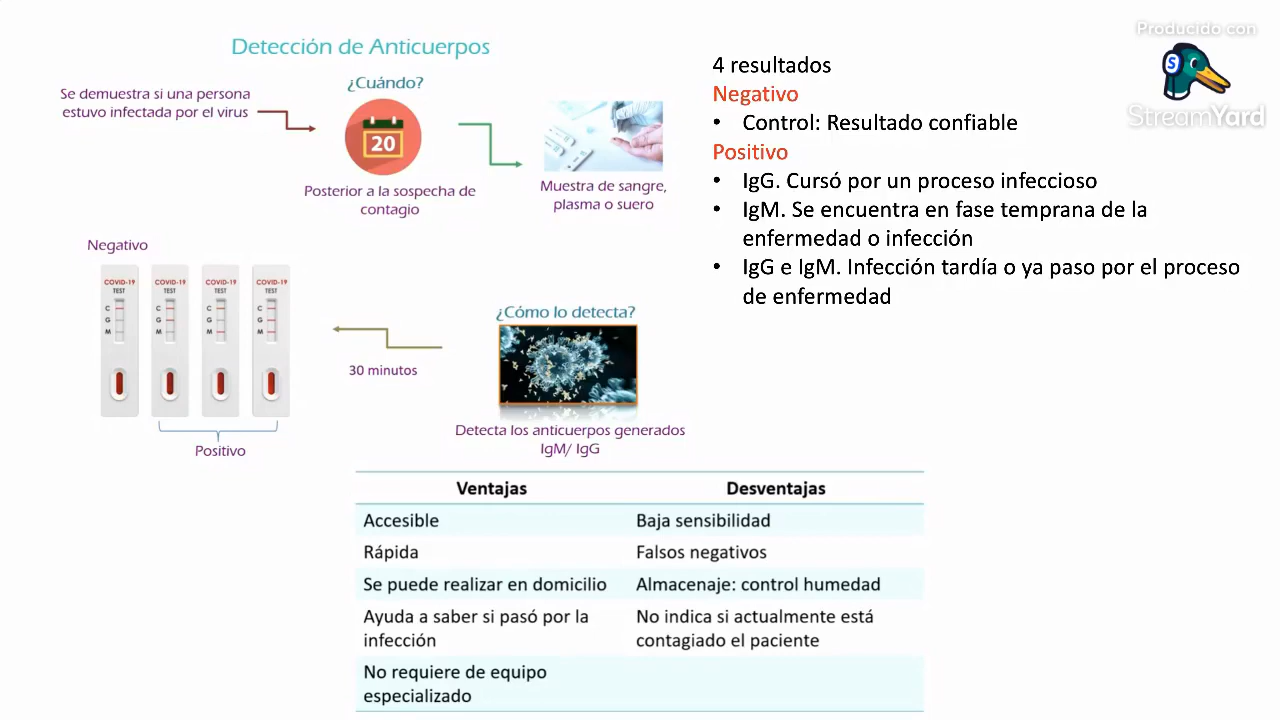 Producido con
StreamYard
Detección de Anticuerpos
Se demuestra si una persona
estuvo infectada por el virus
¿Cuándo?
20
Posterior a la sospecha de
contagio
Muestra de sangre,
plasma o suero
4 resultados
Negativo
• Control: Resultado confiable
Positivo
• IgG. Cursó por un proceso infeccioso
• IgM. Se encuentra en fase temprana de la
enfermedad o infección
• IgG e IgM. Infección tardía o ya paso por el proceso
de enfermedad
Negativo
COVID-19 COVID-19 COVID-19 COVID-19
TEST TEST TEST TEST
C C C C
G G G G
M M M M
Positivo
30 minutos
¿Cómo lo detecta?
Detecta los anticuerpos generados
IgM/ IgG
Ventajas Desventajas
Accesible Baja sensibilidad
Rápida Falsos negativos
Se puede realizar en domicilio Almacenaje: control humedad
Ayuda a saber si pasó por la No indica si actualmente está
infección contagiado el paciente
No requiere de equipo
especializado